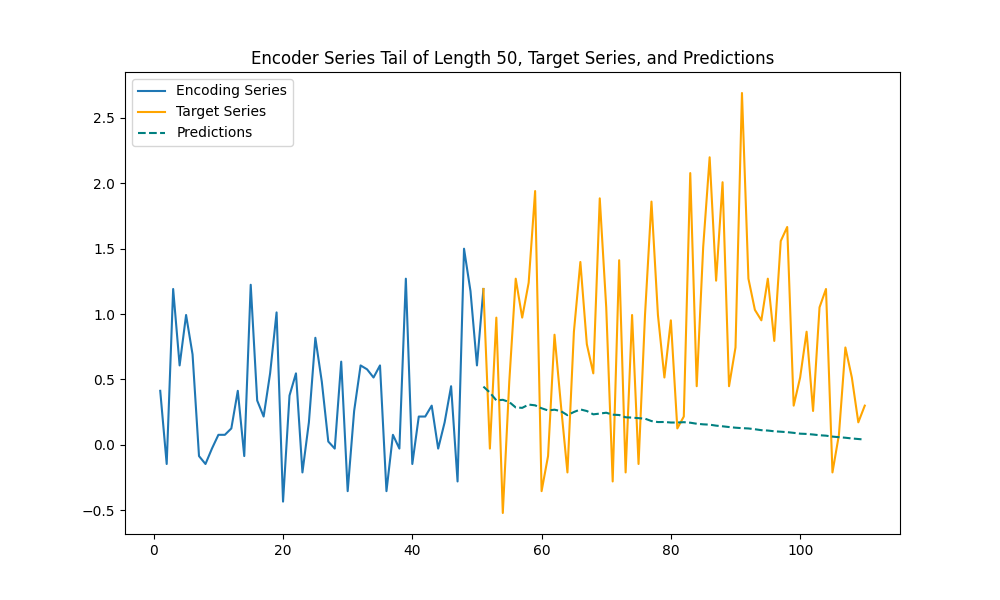 Encoder Series Tail of Length 50, Target Series, and Predictions
Encoding Series
Target Series
Predictions
2.5
2.0
1.5
1.0
0.5
0.0
−0.5
0 20 40 60 80 100